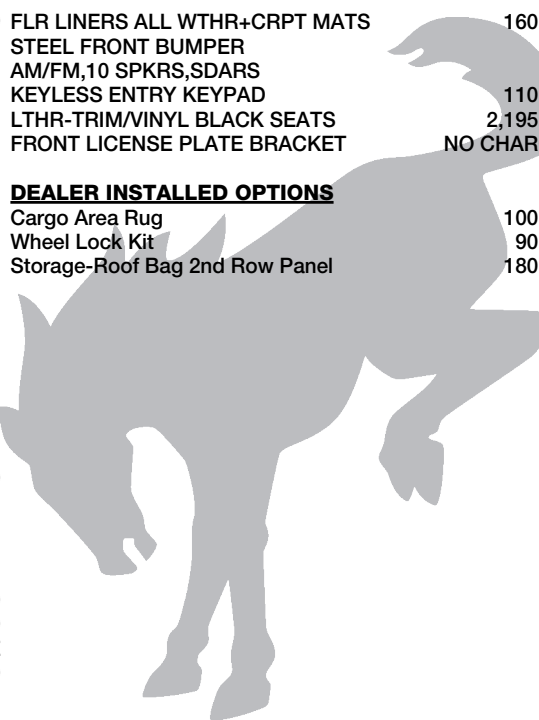 FLR LINERS ALL WTHR+CRPT MATS 160
STEEL FRONT BUMPER
AM/FM,10 SPKRS,SDARS
KEYLESS ENTRY KEYPAD 110
LTHR-TRIM/VINYL BLACK SEATS 2,195
FRONT LICENSE PLATE BRACKET NO CHAR
DEALER INSTALLED OPTIONS
Cargo Area Rug 100
Wheel Lock Kit 90
Storage-Roof Bag 2nd Row Panel 180